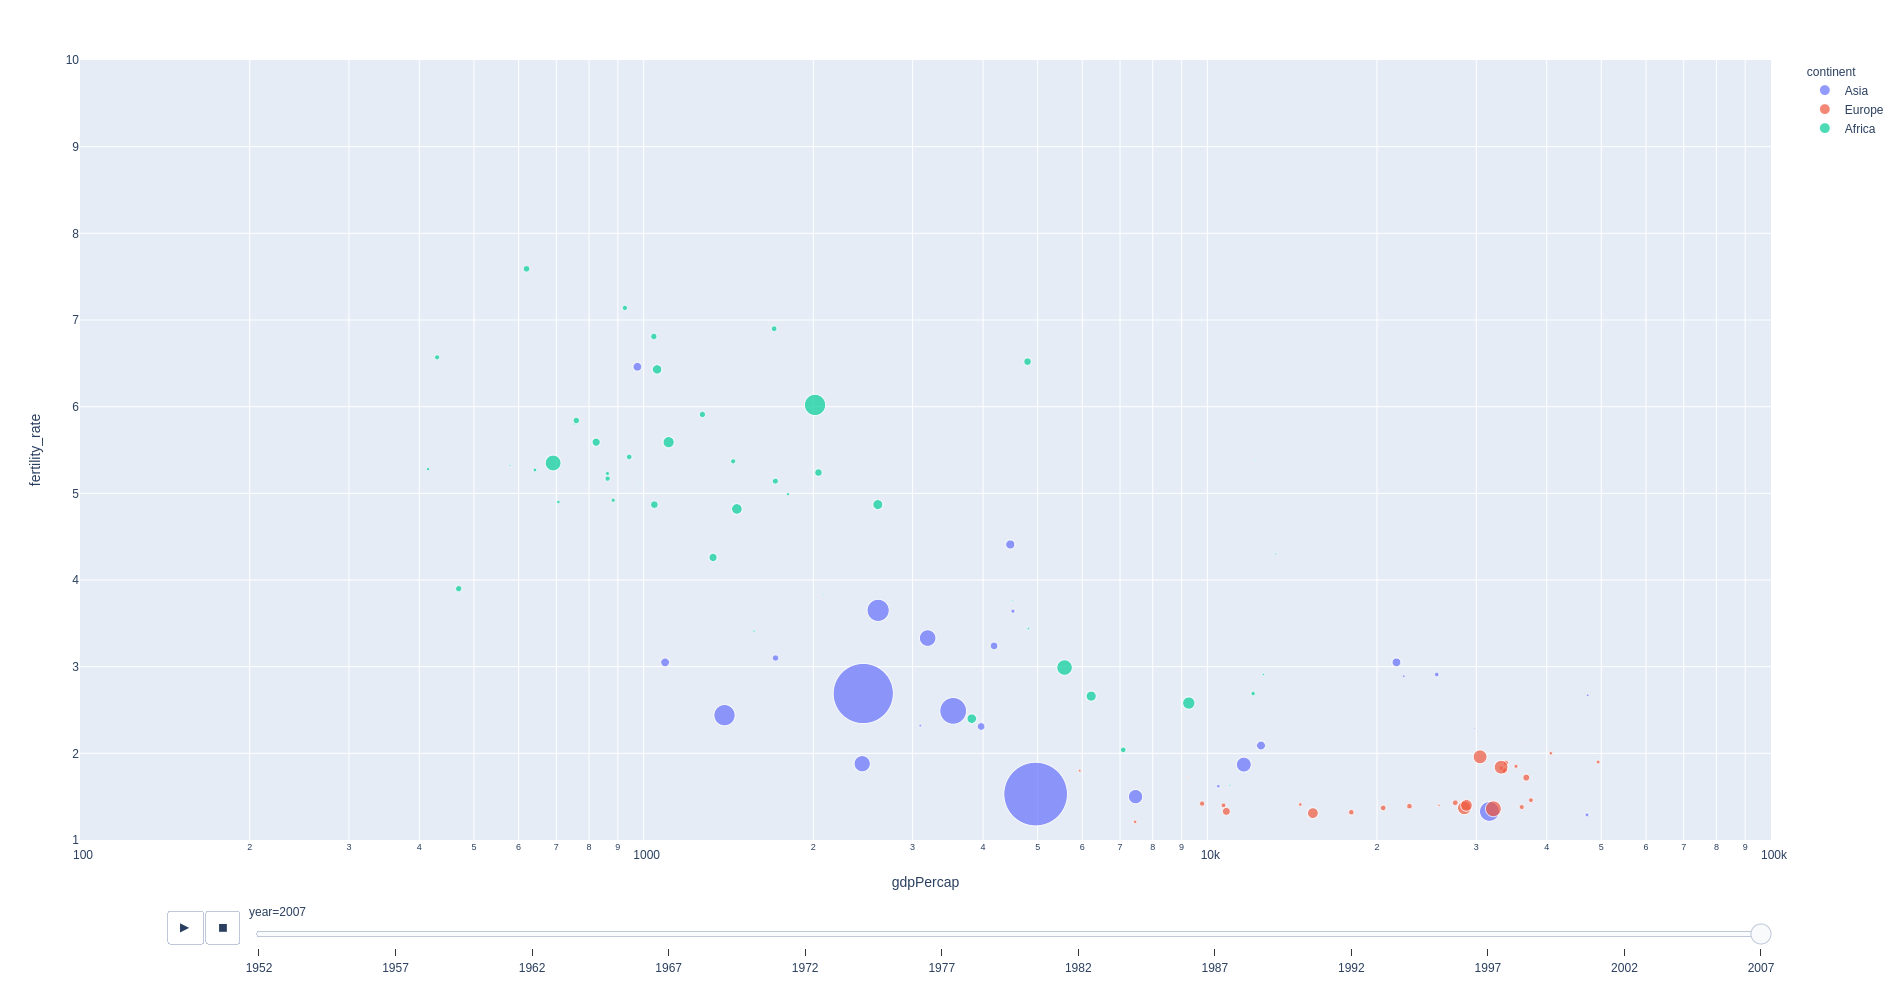 continent
Asia
Europe
Africa
10
9
8
7
6
5
4
3
2
1
fertility_rate
100 2 3 4 5 6 7 8 9 1000 2 3 4 5 6 7 8 9 10k 2 3 4 5 6 7 8 9 100k
gdpPercap
year=2007
▶ ■
1952 1957 1962 1967 1972 1977 1982 1987 1992 1997 2002 2007